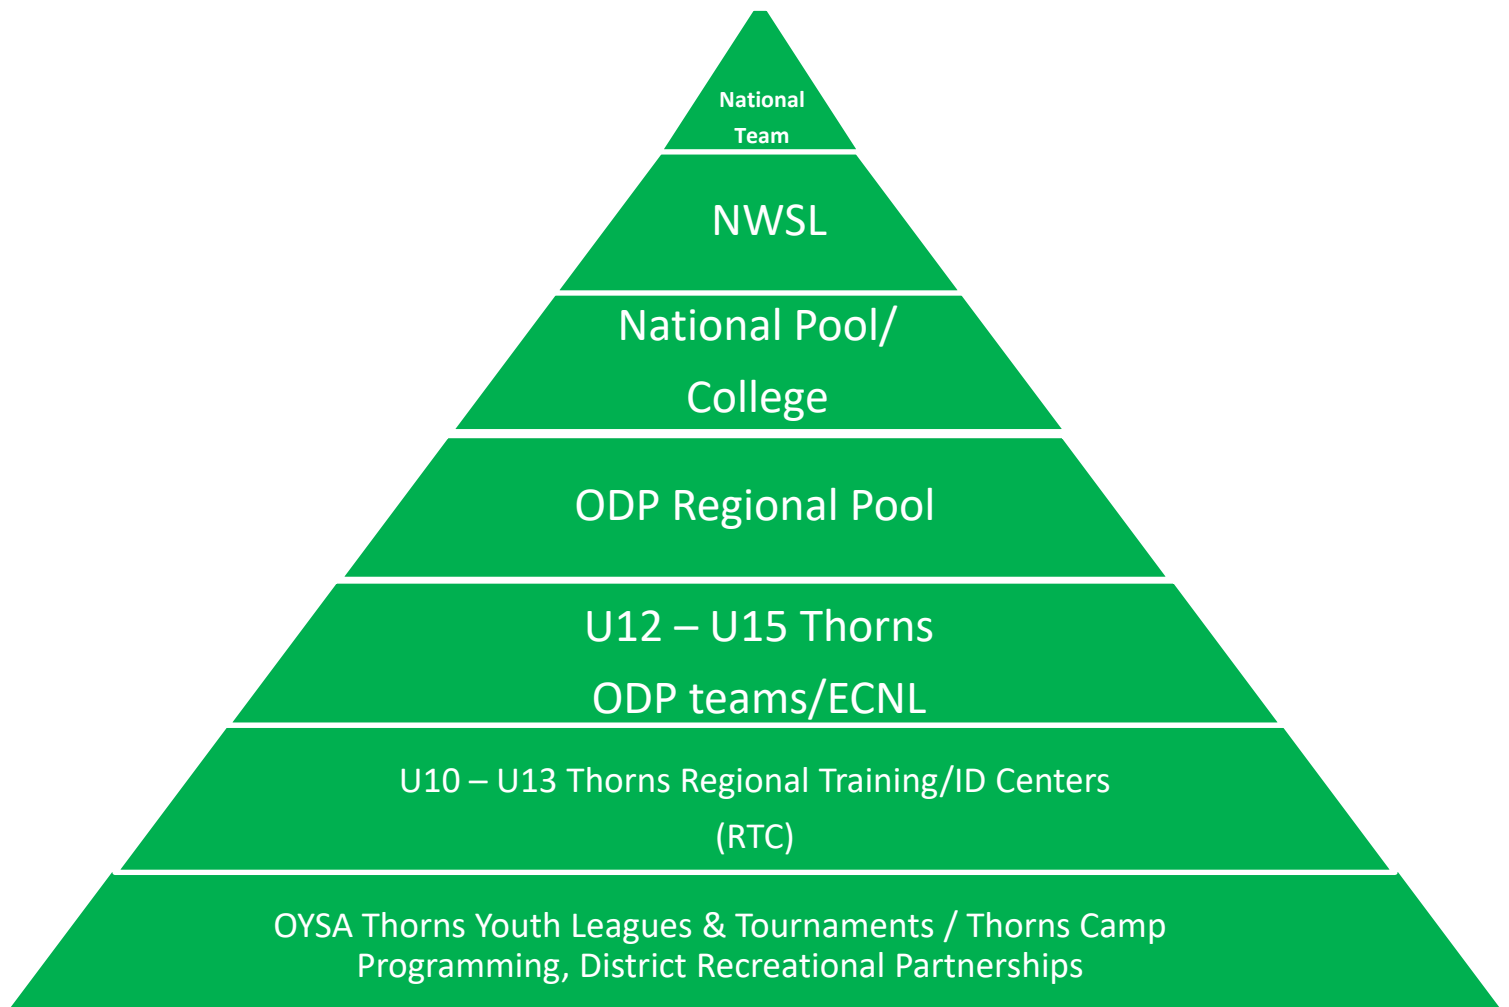 National
Team
NWSL
National Pool/
College
ODP Regional Pool
U12 – U15 Thorns
ODP teams/ECNL
U10 – U13 Thorns Regional Training/ID Centers
(RTC)
OYSA Thorns Youth Leagues & Tournaments / Thorns Camp
Programming, District Recreational Partnerships